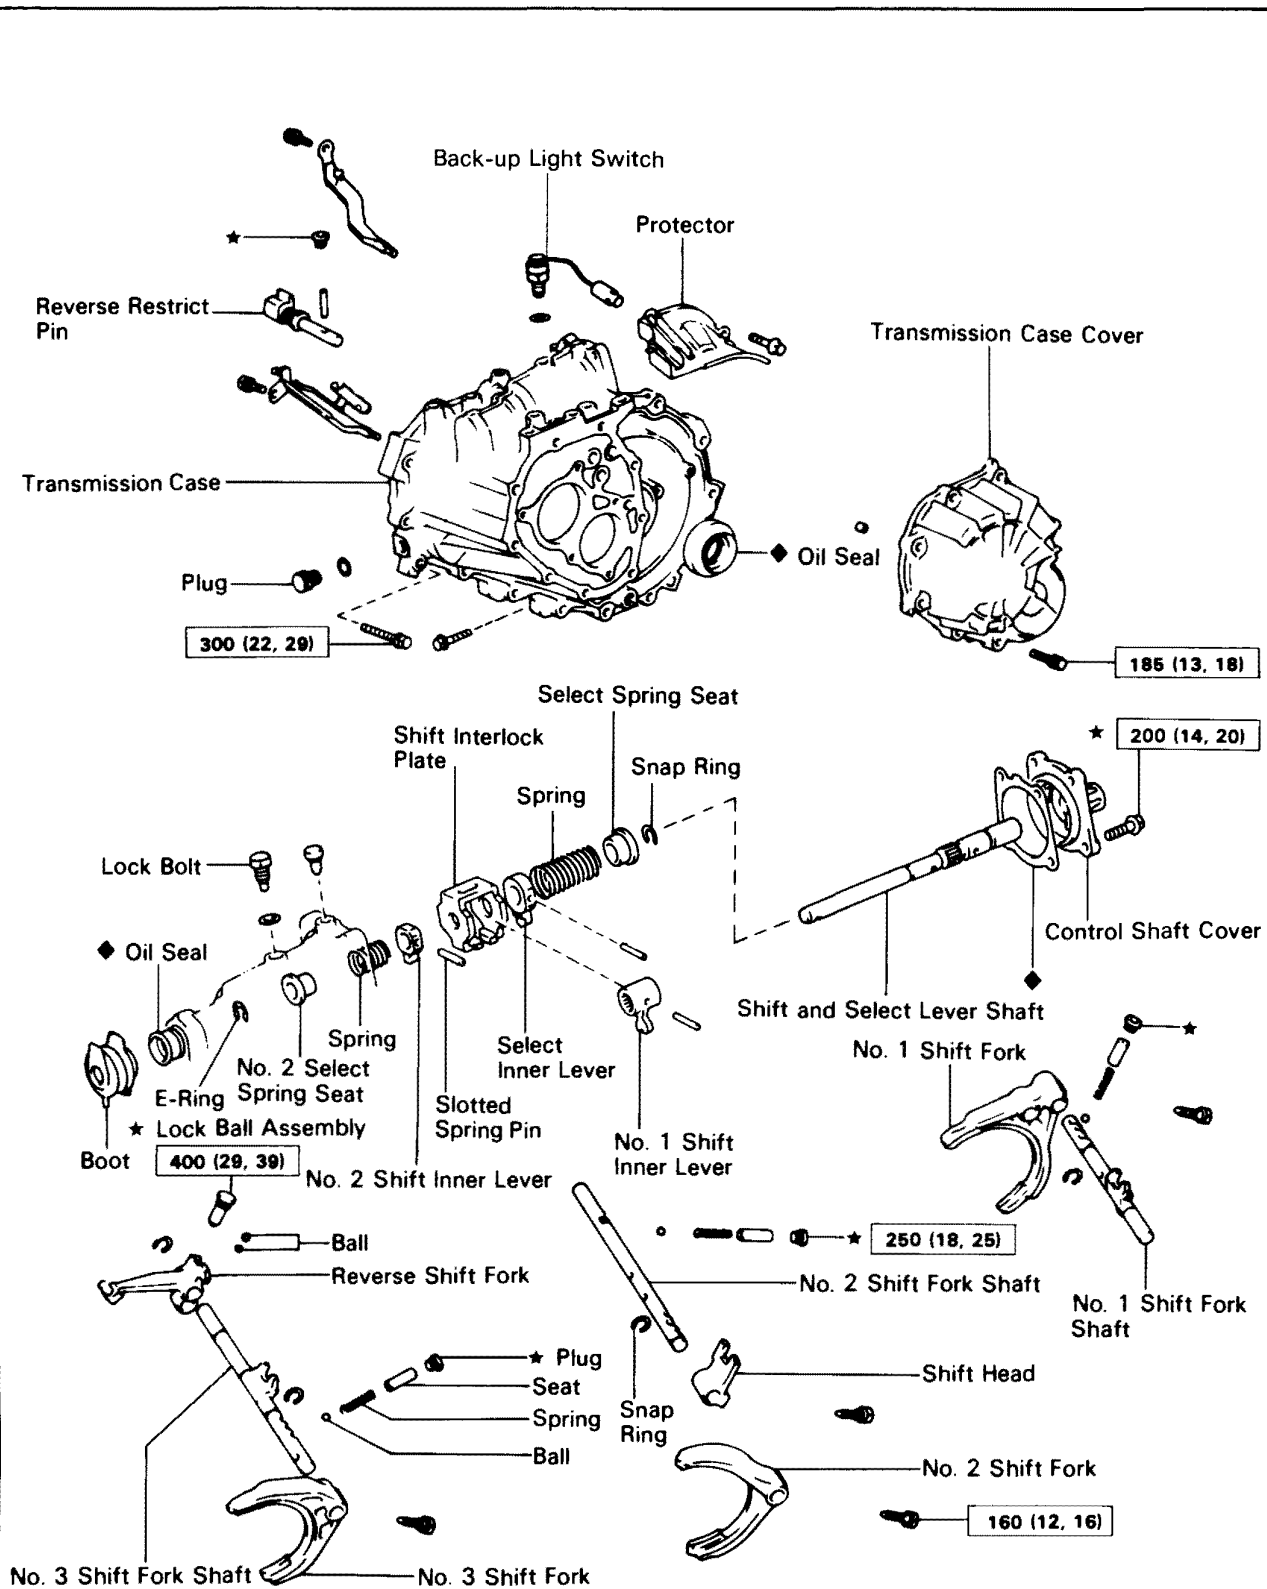 Back-up Light Switch
Protector
★
Reverse Restrict
Pin
Transmission Case Cover
Transmission Case
◆ Oil Seal
Plug
300 (22, 29)
185 (13, 18)
Select Spring Seat
Shift Interlock
Plate
★ 200 (14, 20)
Snap Ring
Spring
Lock Bolt
Control Shaft Cover
◆ Oil Seal
◆
Shift and Select Lever Shaft
Spring
Select
Inner Lever
★
No. 1 Shift Fork
No. 2 Select
Spring Seat
E-Ring
Slotted
Spring Pin
★ Lock Ball Assembly
No. 1 Shift
Inner Lever
Boot
400 (29, 39)
No. 2 Shift Inner Lever
Ball
★ 250 (18, 25)
Reverse Shift Fork
No. 2 Shift Fork Shaft
No. 1 Shift Fork
Shaft
★ Plug
Shift Head
Seat
Snap
Ring
Spring
Ball
No. 2 Shift Fork
160 (12, 16)
No. 3 Shift Fork Shaft
No. 3 Shift Fork